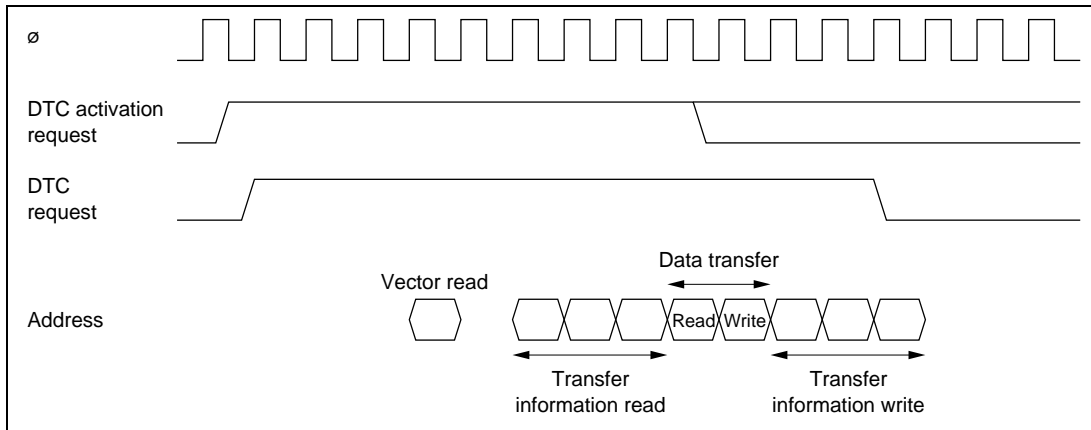 ø
DTC activation
request
DTC
request
Data transfer
Vector read
Address
Read Write
Transfer
information read
Transfer
information write